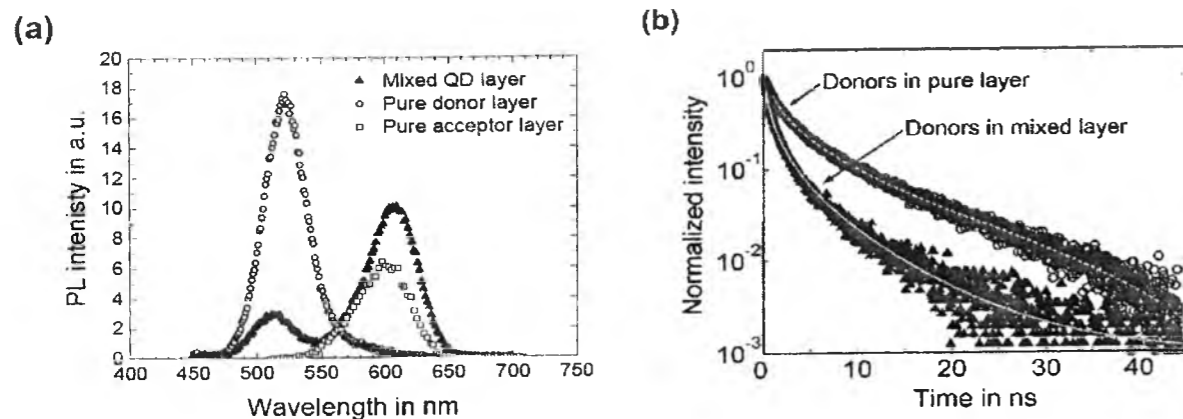 (a)
20
18
16
14
12
10
8
6
4
2
0
PL intenisty in a.u.
Mixed QD layer
Pure donor layer
Pure acceptor layer
400 450 500 550 600 650 700 750
Wavelength in nm
(b)
10^0
10^-1
10^-2
10^-3
Normalized intensity
Donors in pure layer
Donors in mixed layer
0 10 20 30 40
Time in ns